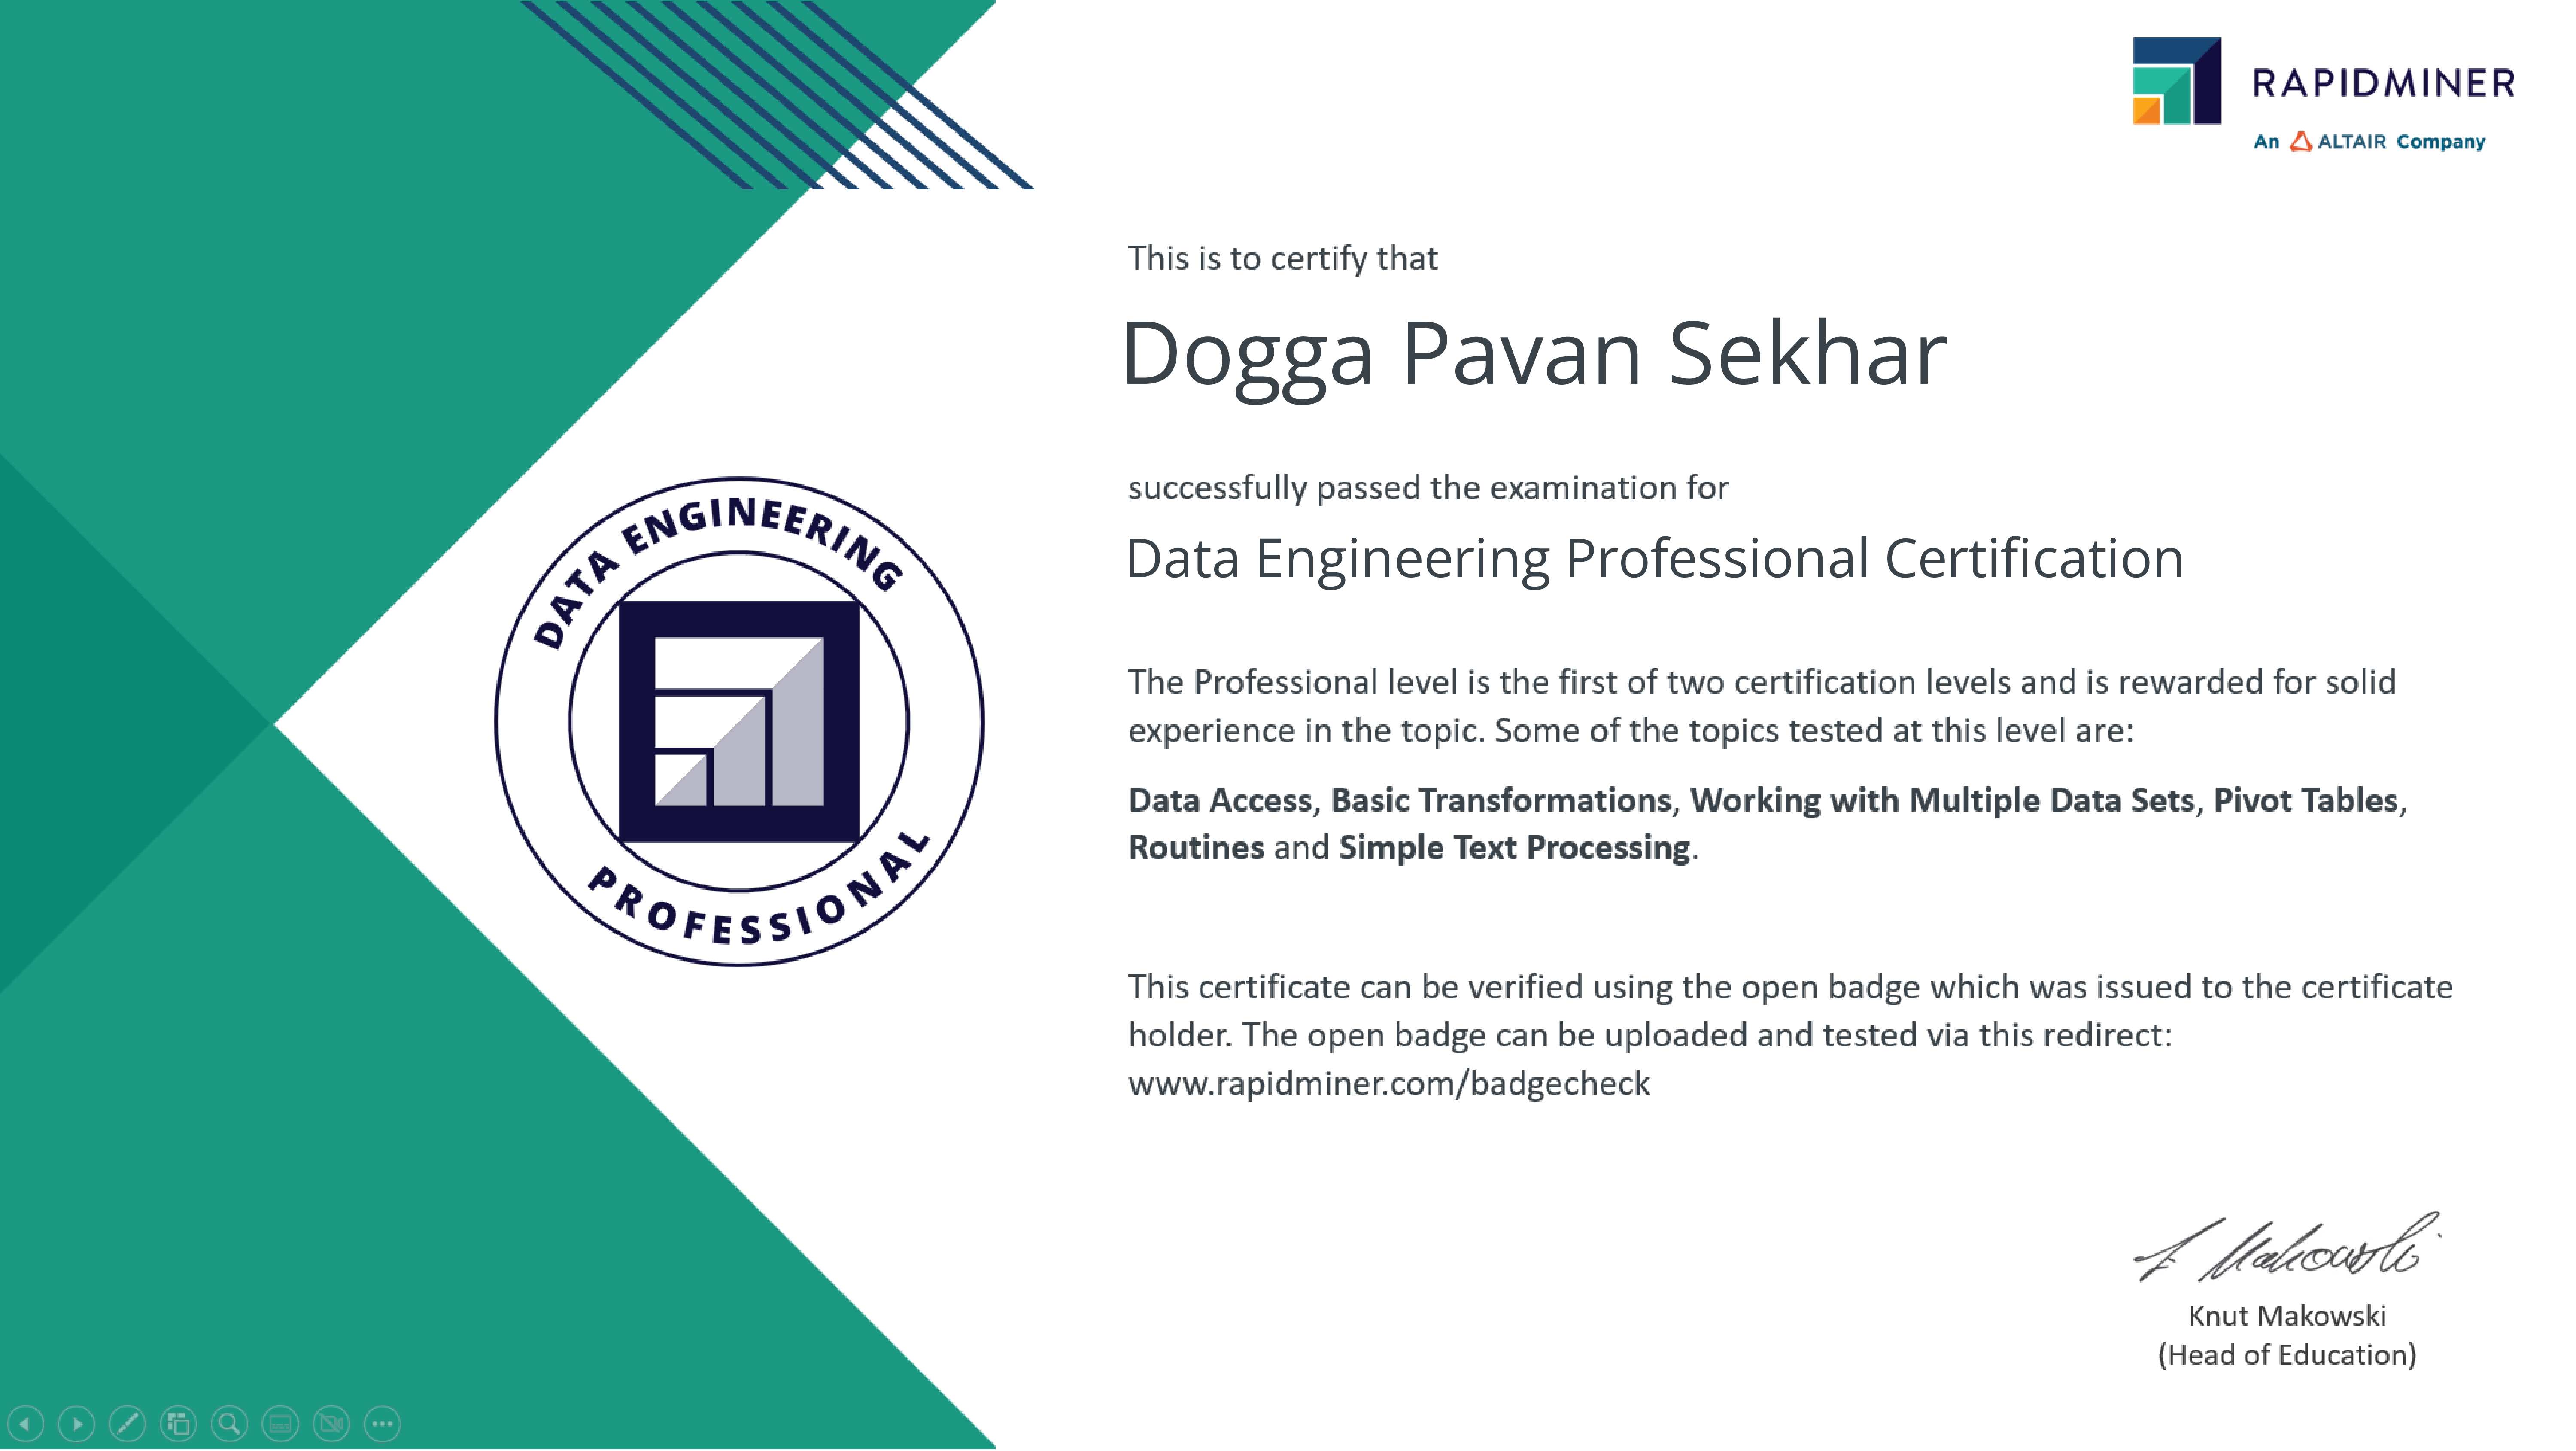 RAPIDMINER
An ALTAIR Company
This is to certify that
Dogga Pavan Sekhar
successfully passed the examination for
Data Engineering Professional Certification
DATA ENGINEERING
PROFESSIONAL
The Professional level is the first of two certification levels and is rewarded for solid
experience in the topic. Some of the topics tested at this level are:
Data Access, Basic Transformations, Working with Multiple Data Sets, Pivot Tables,
Routines and Simple Text Processing.
This certificate can be verified using the open badge which was issued to the certificate
holder. The open badge can be uploaded and tested via this redirect:
www.rapidminer.com/badgecheck
Knut Makowski
(Head of Education)